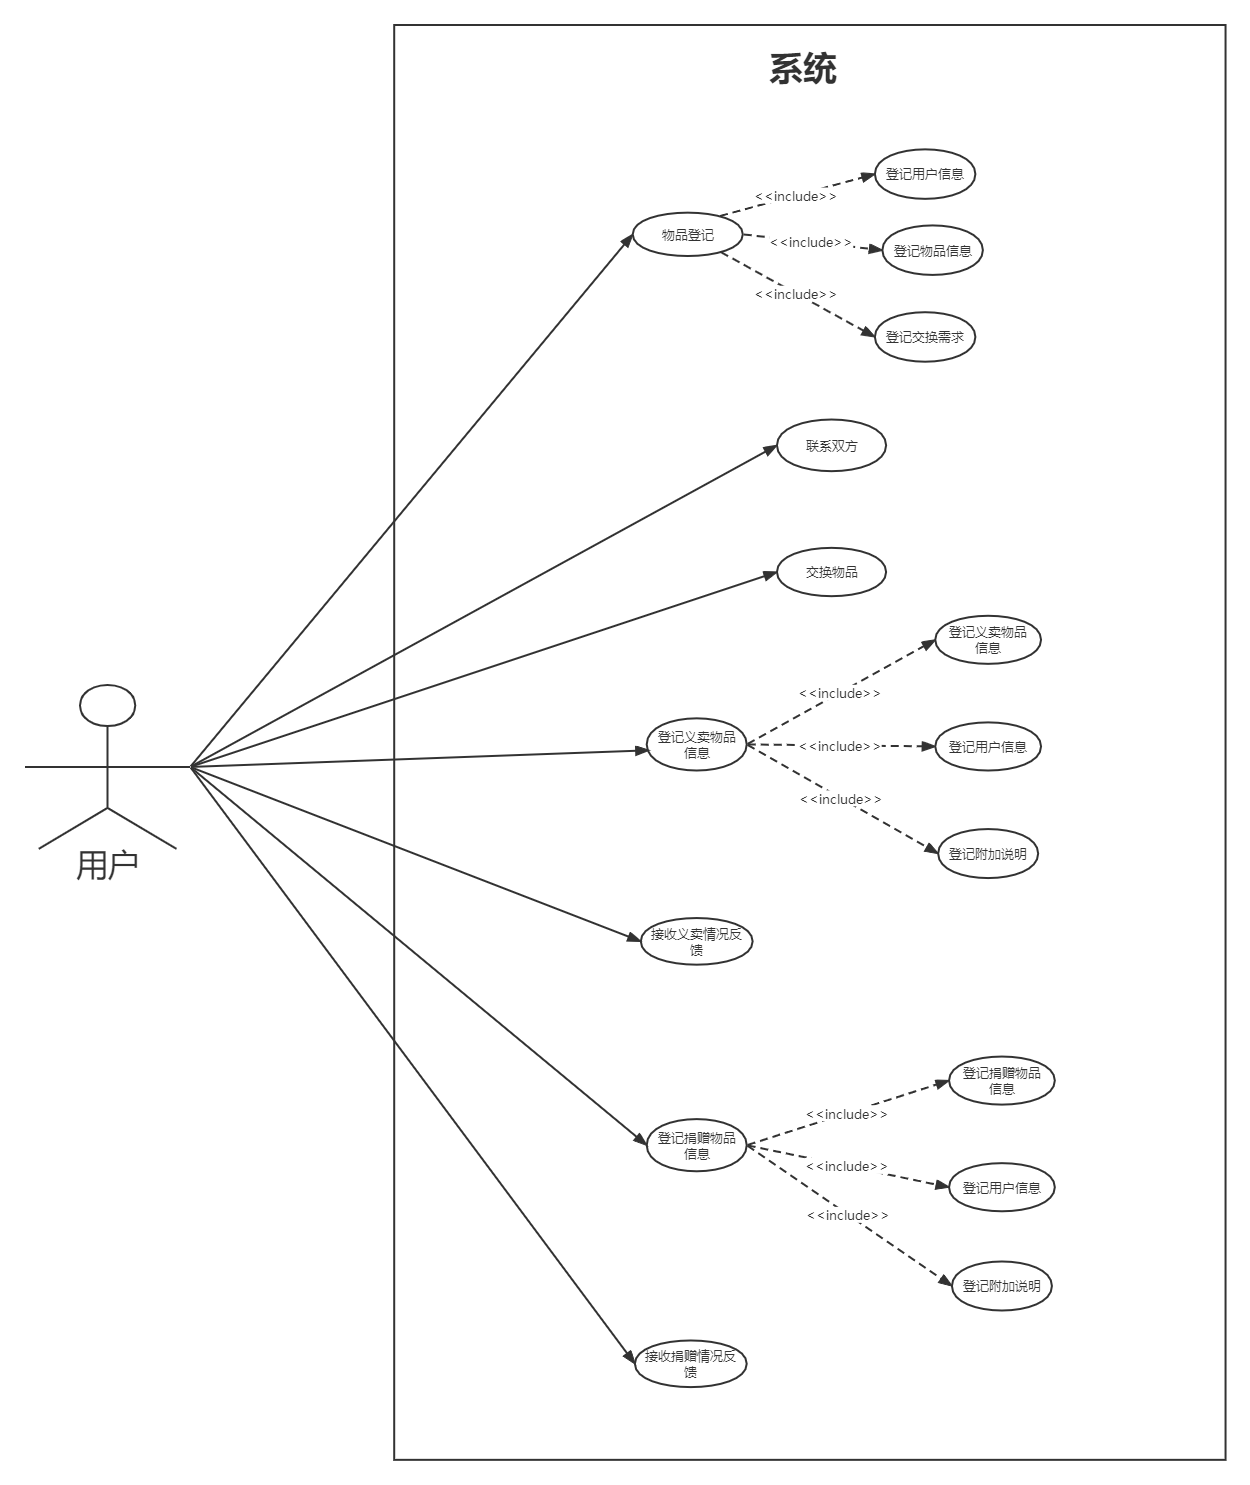 系统
登记用户信息
<<include>>
物品登记
<<include>>
登记物品信息
<<include>>
登记交换需求
联系双方
交换物品
登记义卖物品
信息
<<include>>
登记义卖物品
信息
<<include>>
登记用户信息
<<include>>
登记附加说明
用户
接收义卖情况反
馈
登记捐赠物品
信息
<<include>>
登记捐赠物品
信息
<<include>>
登记用户信息
<<include>>
登记附加说明
接收捐赠情况反
馈